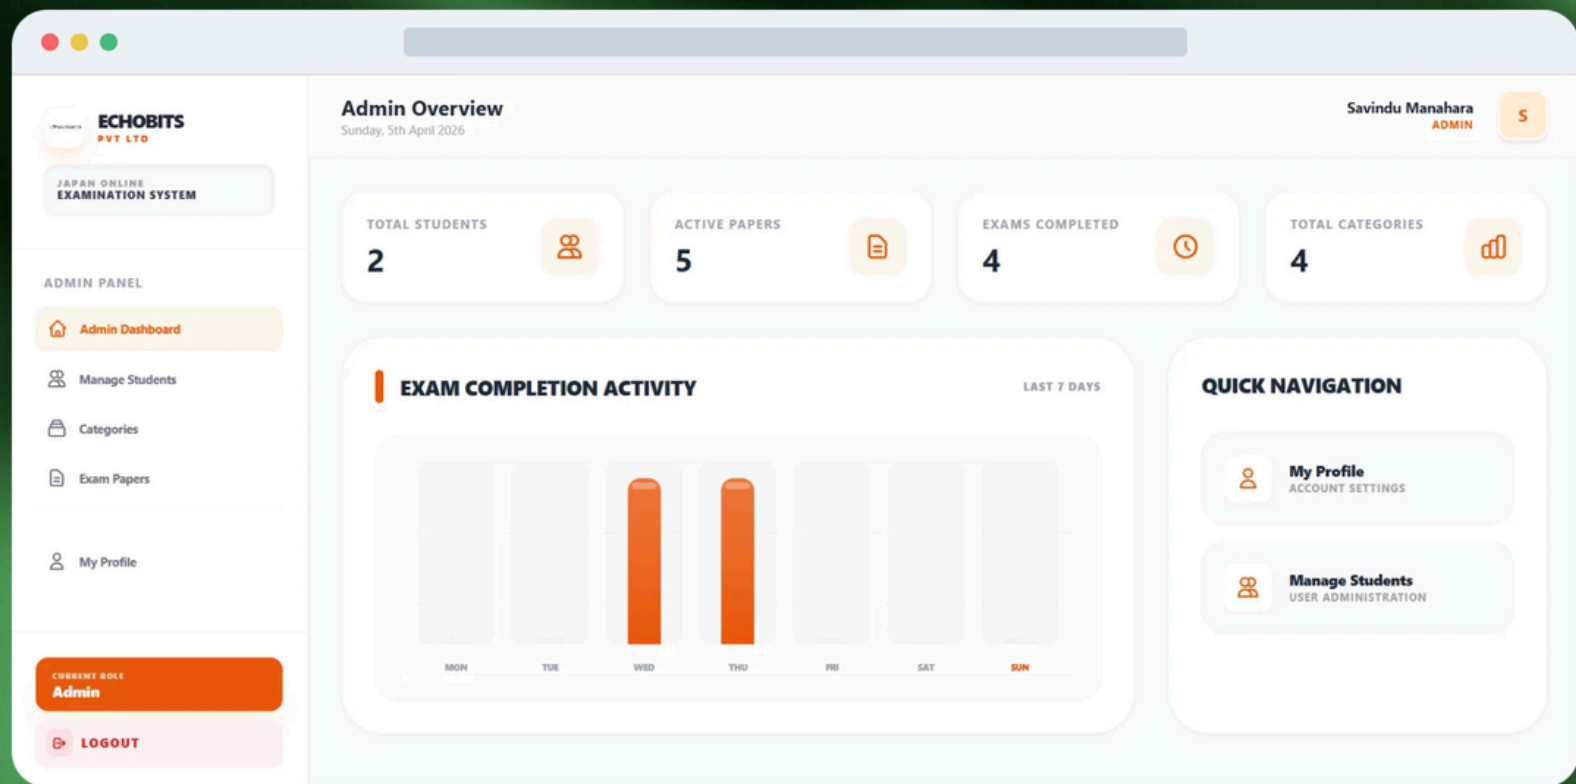 ECHOBITS
PVT LTD
JAPAN ONLINE
EXAMINATION SYSTEM
ADMIN PANEL
Admin Dashboard
Manage Students
Categories
Exam Papers
My Profile
CURRENT ROLE
Admin
LOGOUT
Admin Overview
Sunday, 5th April 2026
Savindu Manahara
ADMIN
S
TOTAL STUDENTS
2
ACTIVE PAPERS
5
EXAMS COMPLETED
4
TOTAL CATEGORIES
4
EXAM COMPLETION ACTIVITY
LAST 7 DAYS
MON TUE WED THU FRI SAT SUN
QUICK NAVIGATION
My Profile
ACCOUNT SETTINGS
Manage Students
USER ADMINISTRATION